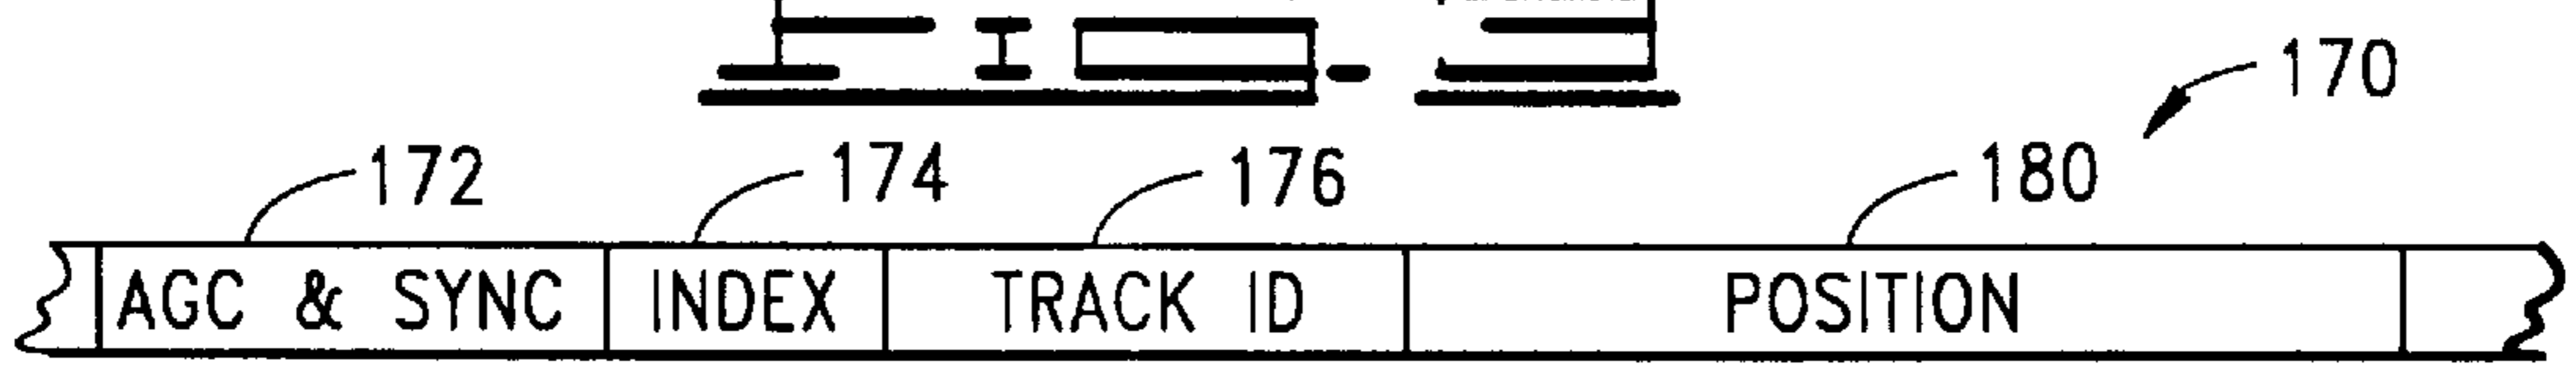 170
172 174 176 180
AGC & SYNC INDEX TRACK ID POSITION